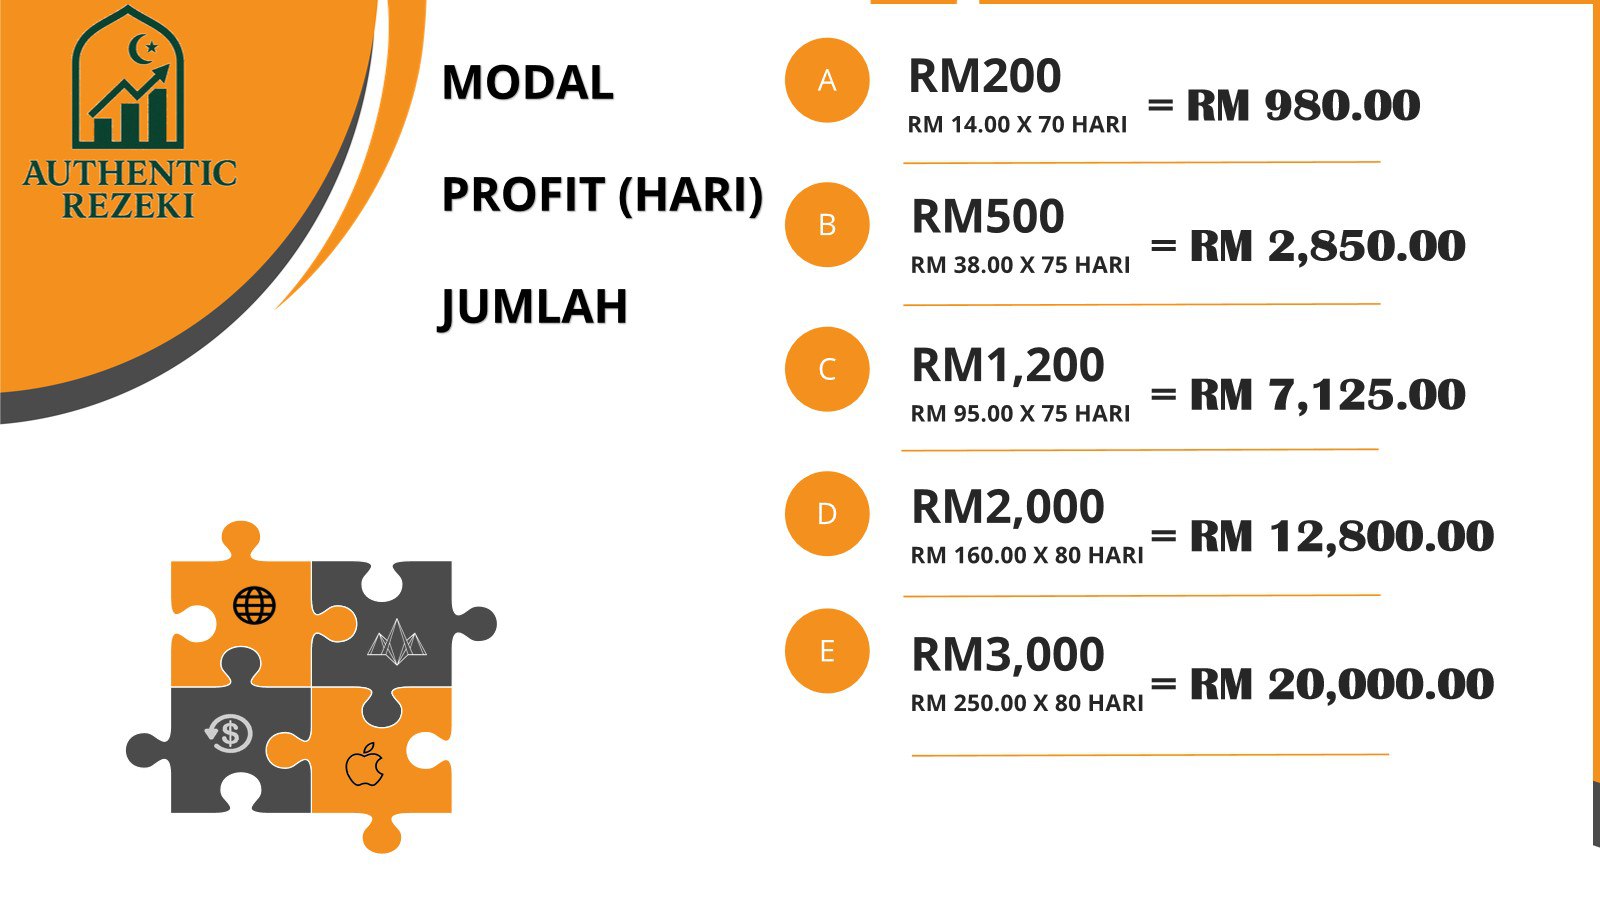 AUTHENTIC
REZEKI
MODAL
PROFIT (HARI)
JUMLAH
A
RM200
RM 14.00 X 70 HARI
= RM 980.00
B
RM500
RM 38.00 X 75 HARI
= RM 2,850.00
C
RM1,200
RM 95.00 X 75 HARI
= RM 7,125.00
D
RM2,000
RM 160.00 X 80 HARI
= RM 12,800.00
E
RM3,000
RM 250.00 X 80 HARI
= RM 20,000.00
$